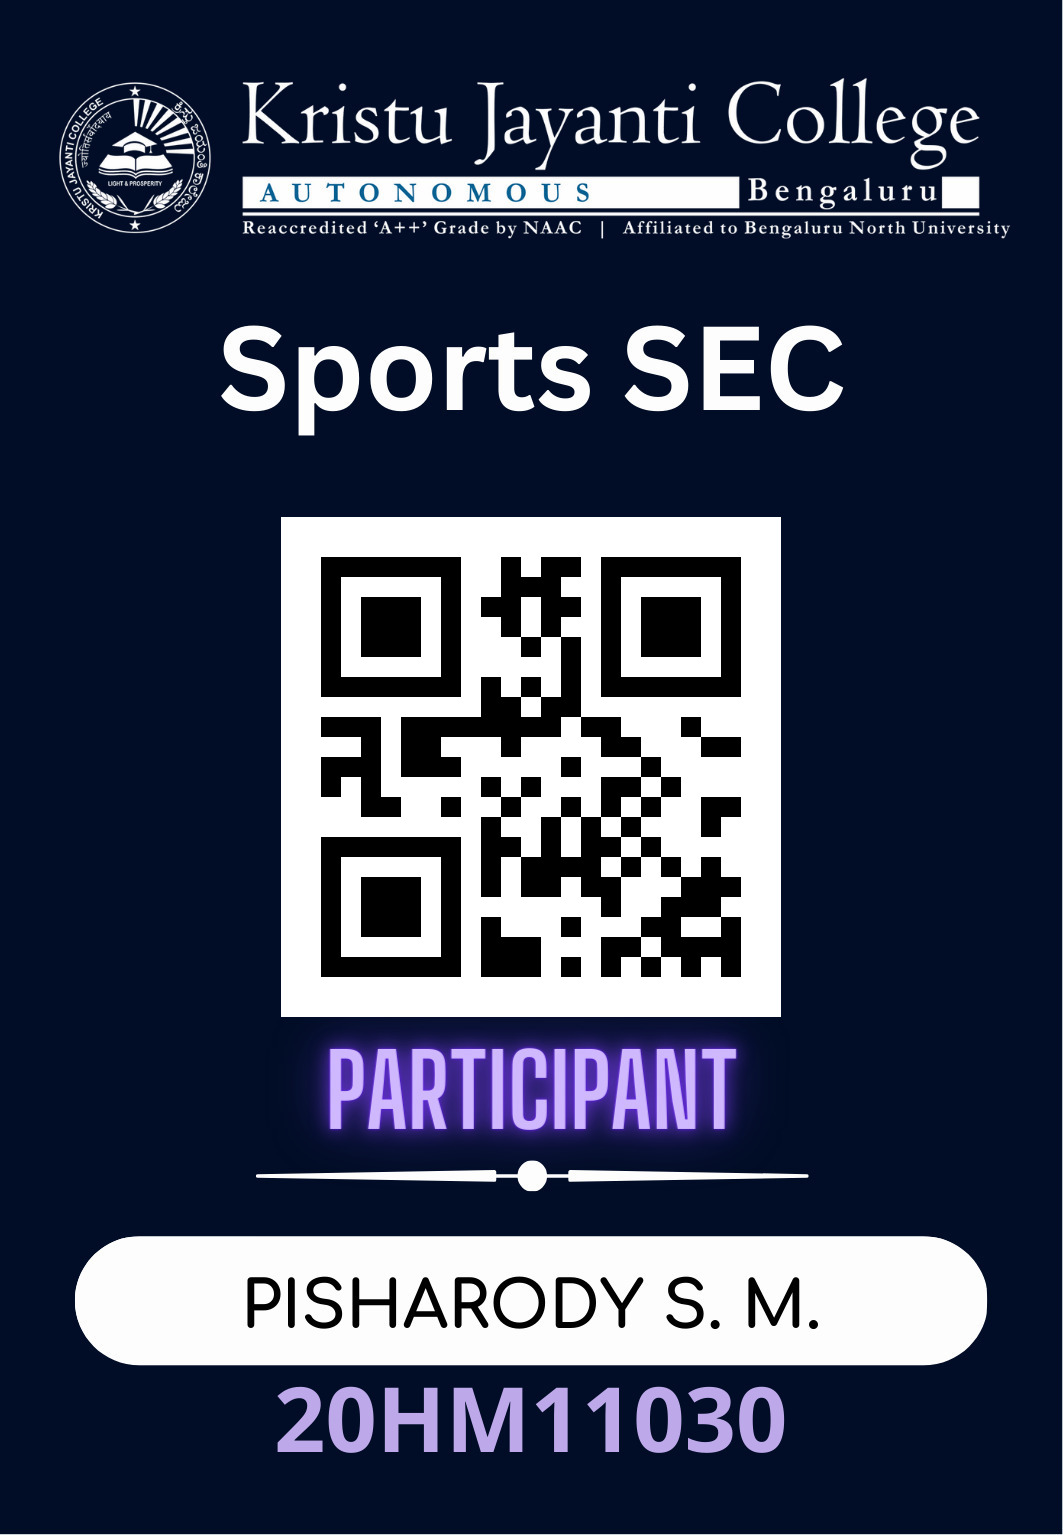 Kristu Jayanti College
AUTONOMOUS Bengaluru
Reaccredited ‘A++’ Grade by NAAC | Affiliated to Bengaluru North University
KRISTU JAYANTI COLLEGE
LIGHT & PROSPERITY
Sports SEC
PARTICIPANT
PISHARODY S. M.
20HM11030